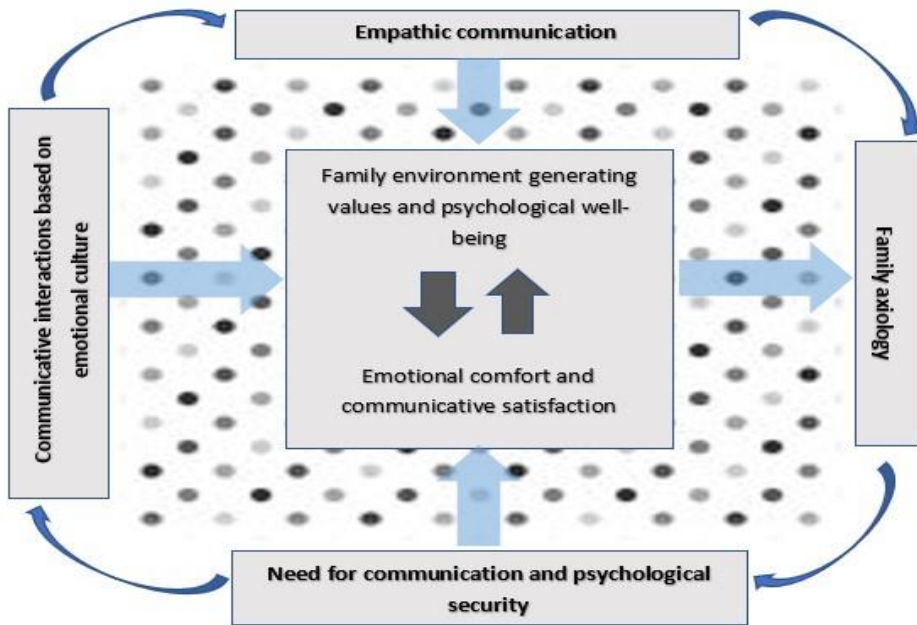 Empathic communication
Communicative interactions based on
emotional culture
Family environment generating
values and psychological well-
being
Emotional comfort and
communicative satisfaction
Family axiology
Need for communication and psychological
security